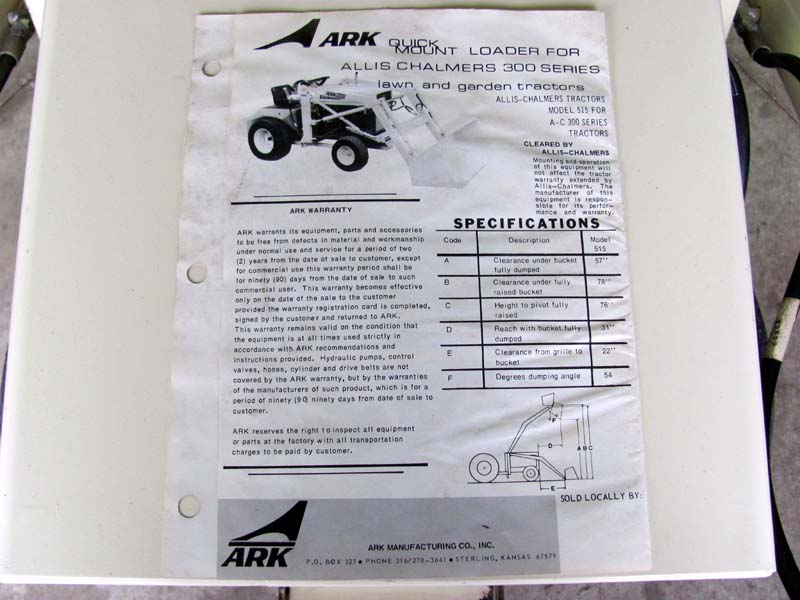 ARK QUICK
MOUNT LOADER FOR
ALLIS CHALMERS 300 SERIES
lawn and garden tractors
ALLIS-CHALMERS TRACTORS
MODEL 515 FOR
A-C 300 SERIES
TRACTORS
CLEARED BY
ALLIS-CHALMERS
Mounting and operation
of this equipment will
not affect the tractor
warranty extended by
Allis-Chalmers. The
manufacturer of this
equipment is respon-
sible for its perfor-
mance and warranty.
ARK WARRANTY
ARK warrants its equipment, parts and accessories
to be free from defects in material and workmanship
under normal use and service for a period of two
(2) years from the date of sale to customer, except
for commercial use this warranty period shall be
for ninety (90) days from the date of sale to such
commercial user. This warranty becomes effective
only on the date of the sale to the customer
provided the warranty registration card is completed,
signed by the customer and returned to ARK.
This warranty remains valid on the condition that
the equipment is at all times used strictly in
accordance with ARK recommendations and
instructions provided. Hydraulic pumps, control
valves, hoses, cylinder and drive belts are not
covered by the ARK warranty, but by the warranties
of the manufacturers of such product, which is for a
period of ninety (90) ninety days from date of sale to
customer.
ARK reserves the right to inspect all equipment
or parts at the factory with all transportation
charges to be paid by customer.
SPECIFICATIONS
Code Description Model
515
A Clearance under bucket 57"
fully dumped
B Clearance under fully 78"
raised bucket
C Height to pivot fully 76"
raised
D Reach with bucket fully 31"
dumped
E Clearance from grille to 22"
bucket
F Degrees dumping angle 54
F
D A B C
E
SOLD LOCALLY BY:
ARK
ARK MANUFACTURING CO., INC.
P.O. BOX 327 • PHONE 316/278-3641 • STERLING, KANSAS 67579